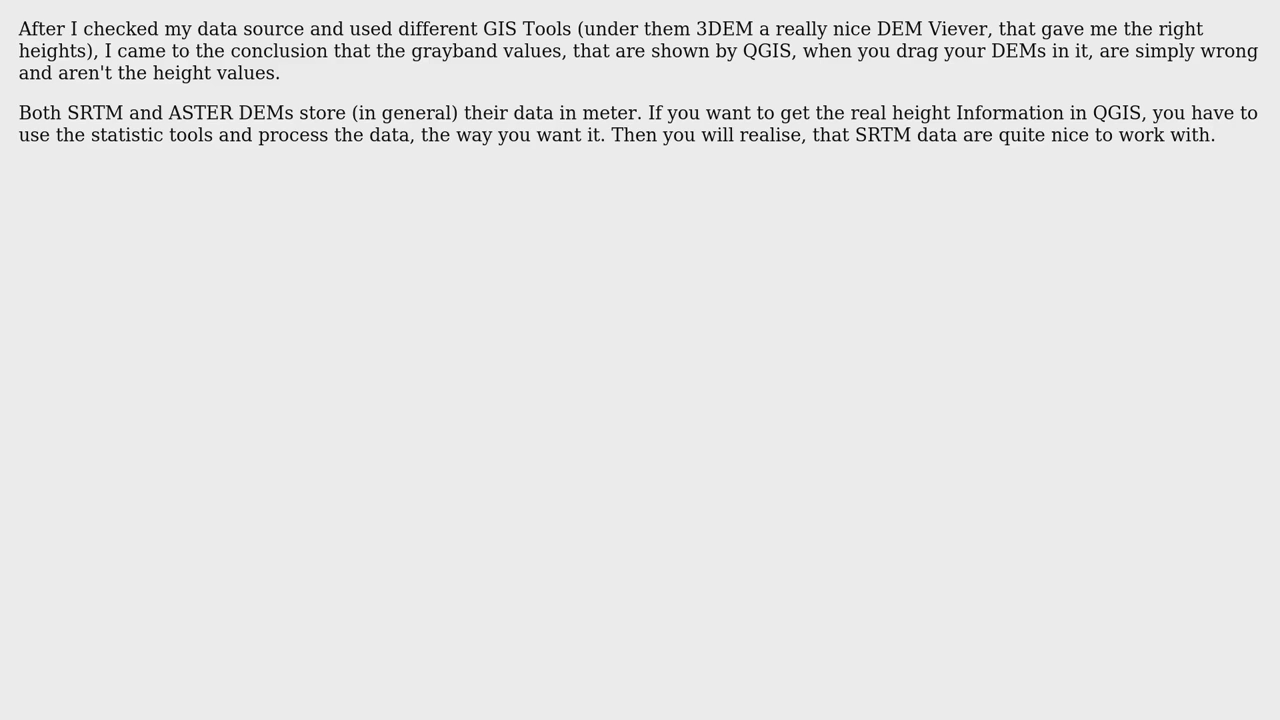 After I checked my data source and used different GIS Tools (under them 3DEM a really nice DEM Viever, that gave me the right
heights), I came to the conclusion that the grayband values, that are shown by QGIS, when you drag your DEMs in it, are simply wrong
and aren't the height values.
Both SRTM and ASTER DEMs store (in general) their data in meter. If you want to get the real height Information in QGIS, you have to
use the statistic tools and process the data, the way you want it. Then you will realise, that SRTM data are quite nice to work with.